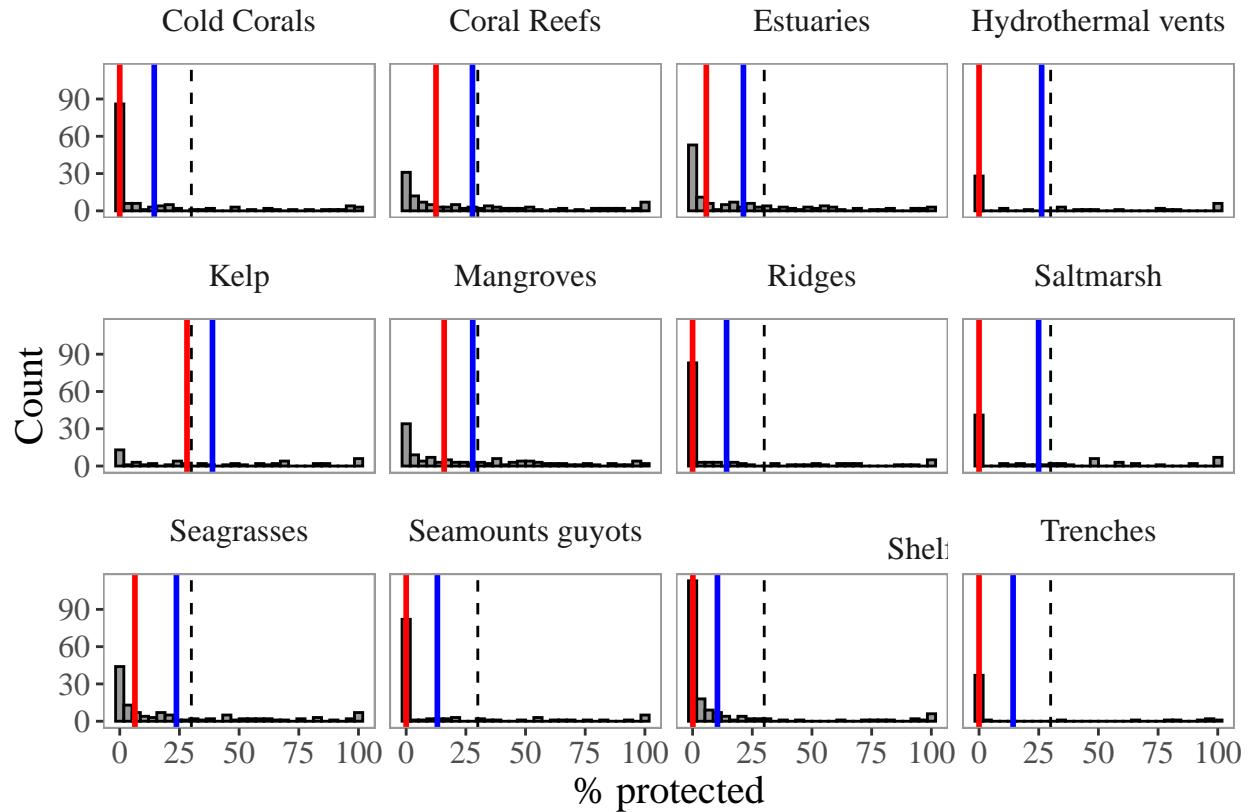 Cold Corals Coral Reefs Estuaries Hydrothermal vents
90
60
30
0
Kelp Mangroves Ridges Saltmarsh
Count
90
60
30
0
Seagrasses Seamounts guyots Shelf Trenches
90
60
30
0
0 25 50 75 100 0 25 50 75 100 0 25 50 75 100 0 25 50 75 100
% protected